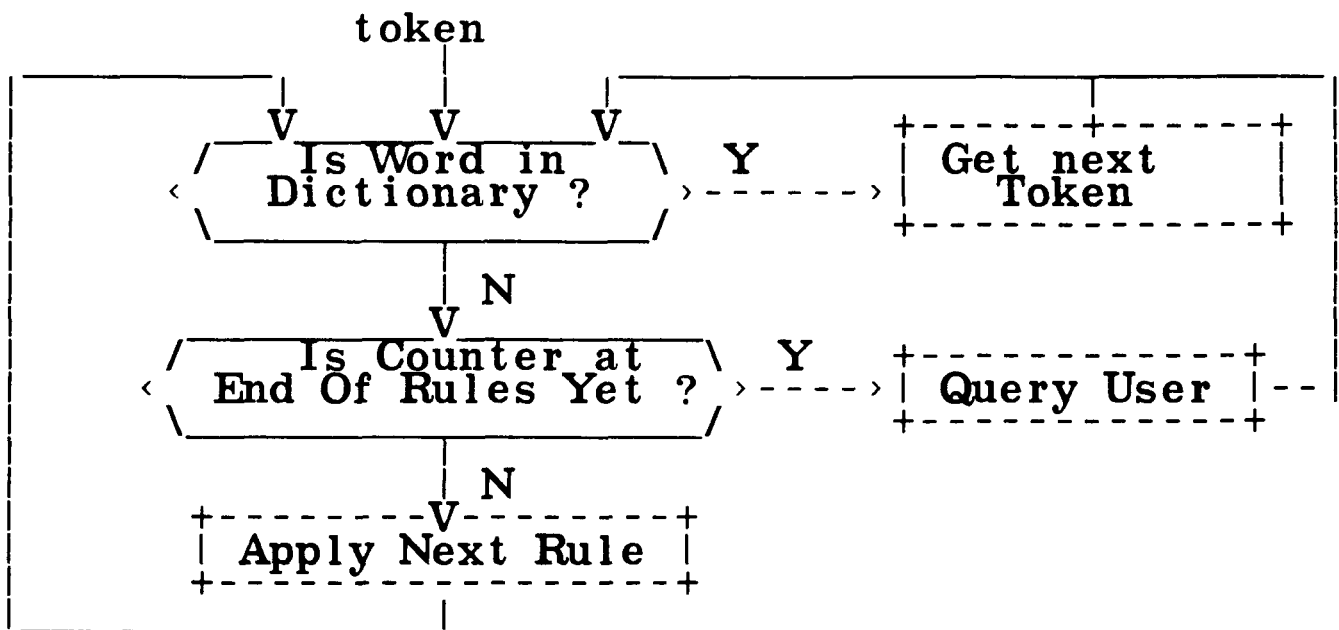 token
Is Word in
Dictionary ?
Y
Get next
Token
N
Is Counter at
End Of Rules Yet ?
Y
Query User
N
Apply Next Rule